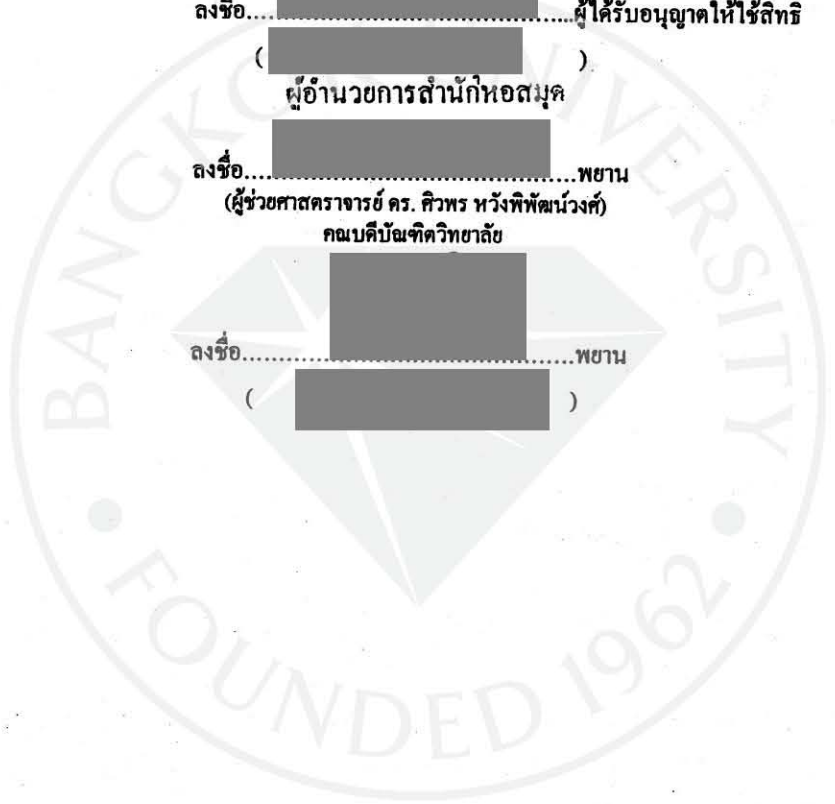 ลงชื่อ.... .....ผู้ได้รับอนุญาตให้ใช้สิทธิ
( )
ผู้อำนวยการสำนักหอสมุด
ลงชื่อ.... ...พยาน
(ผู้ช่วยศาสตราจารย์ ดร. ศิวพร หวังพิพัฒน์วงศ์)
คณบดีบัณฑิตวิทยาลัย
ลงชื่อ........... .....พยาน
( )
BANGKOK UNIVERSITY
• FOUNDED 1962 •